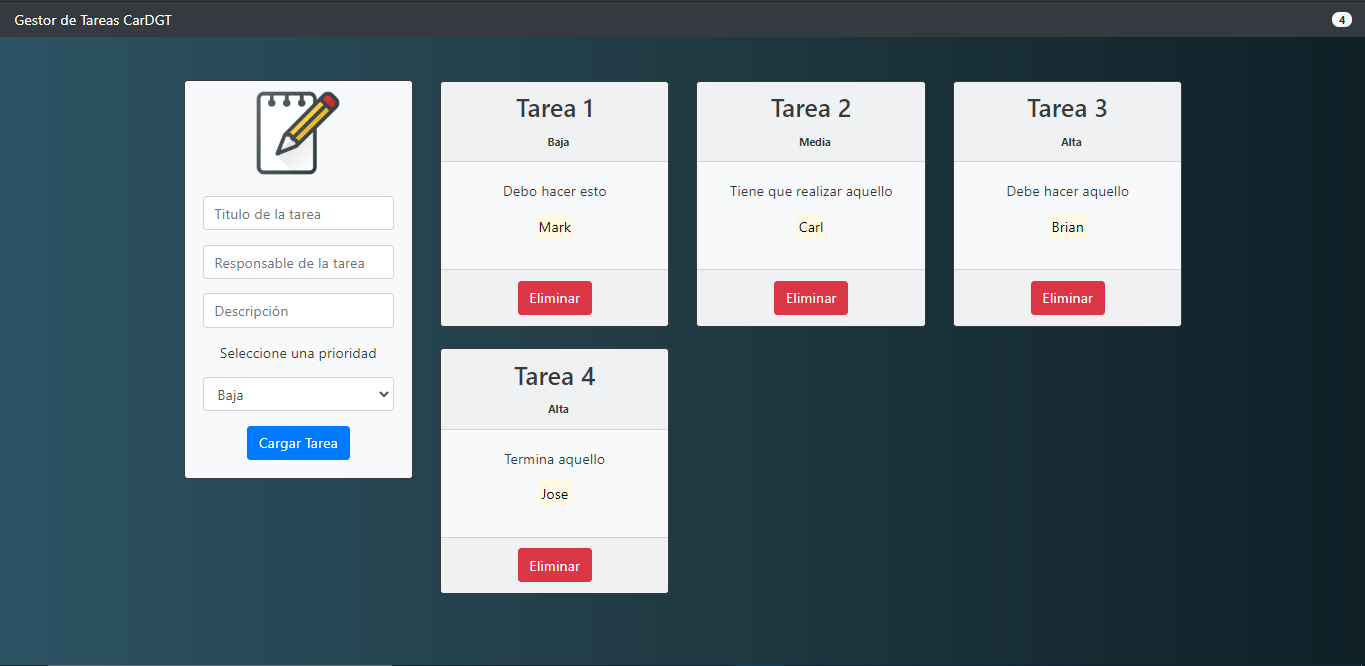 Gestor de Tareas CarDGT
4
Titulo de la tarea
Responsable de la tarea
Descripción
Seleccione una prioridad
Baja
Cargar Tarea
Tarea 1
Baja
Debo hacer esto
Mark
Eliminar
Tarea 2
Media
Tiene que realizar aquello
Carl
Eliminar
Tarea 3
Alta
Debe hacer aquello
Brian
Eliminar
Tarea 4
Alta
Termina aquello
Jose
Eliminar